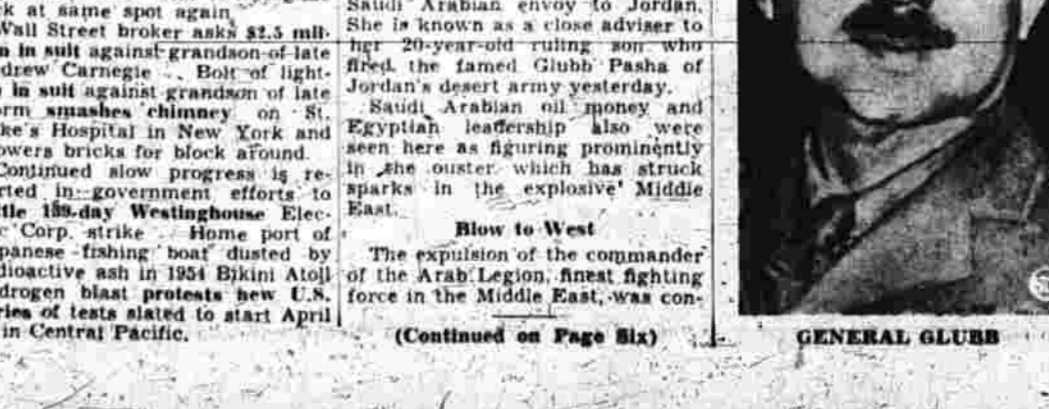 k at same spot again
Wall Street broker asks $2.5 mil-
n in suit against grandson of late
drew Carnegie .. Bolt of light-
in suit against grandson of late
orm smashes chimney on St.
ke's Hospital in New York and
owers bricks for block around.
Continued slow progress is re-
rted in government efforts to
ttle 139-day Westinghouse Elec-
c Corp. strike . Home port of
panese fishing boat dusted by
dioactive ash in 1954 Bikini Atoll
drogen blast protests new U.S.
ries of tests slated to start April
in Central Pacific.
Saudi Arabian envoy to Jordan.
She is known as a close adviser to
her 20-year-old ruling son who
fired the famed Glubb Pasha of
Jordan's desert army yesterday.
Saudi Arabian oil money and
Egyptian leadership also were
seen here as figuring prominently
in the ouster which has struck
sparks in the explosive Middle
East.
Blow to West
The expulsion of the commander
of the Arab Legion, finest fighting
force in the Middle East, was con-
(Continued on Page Six)
GENERAL GLUBB